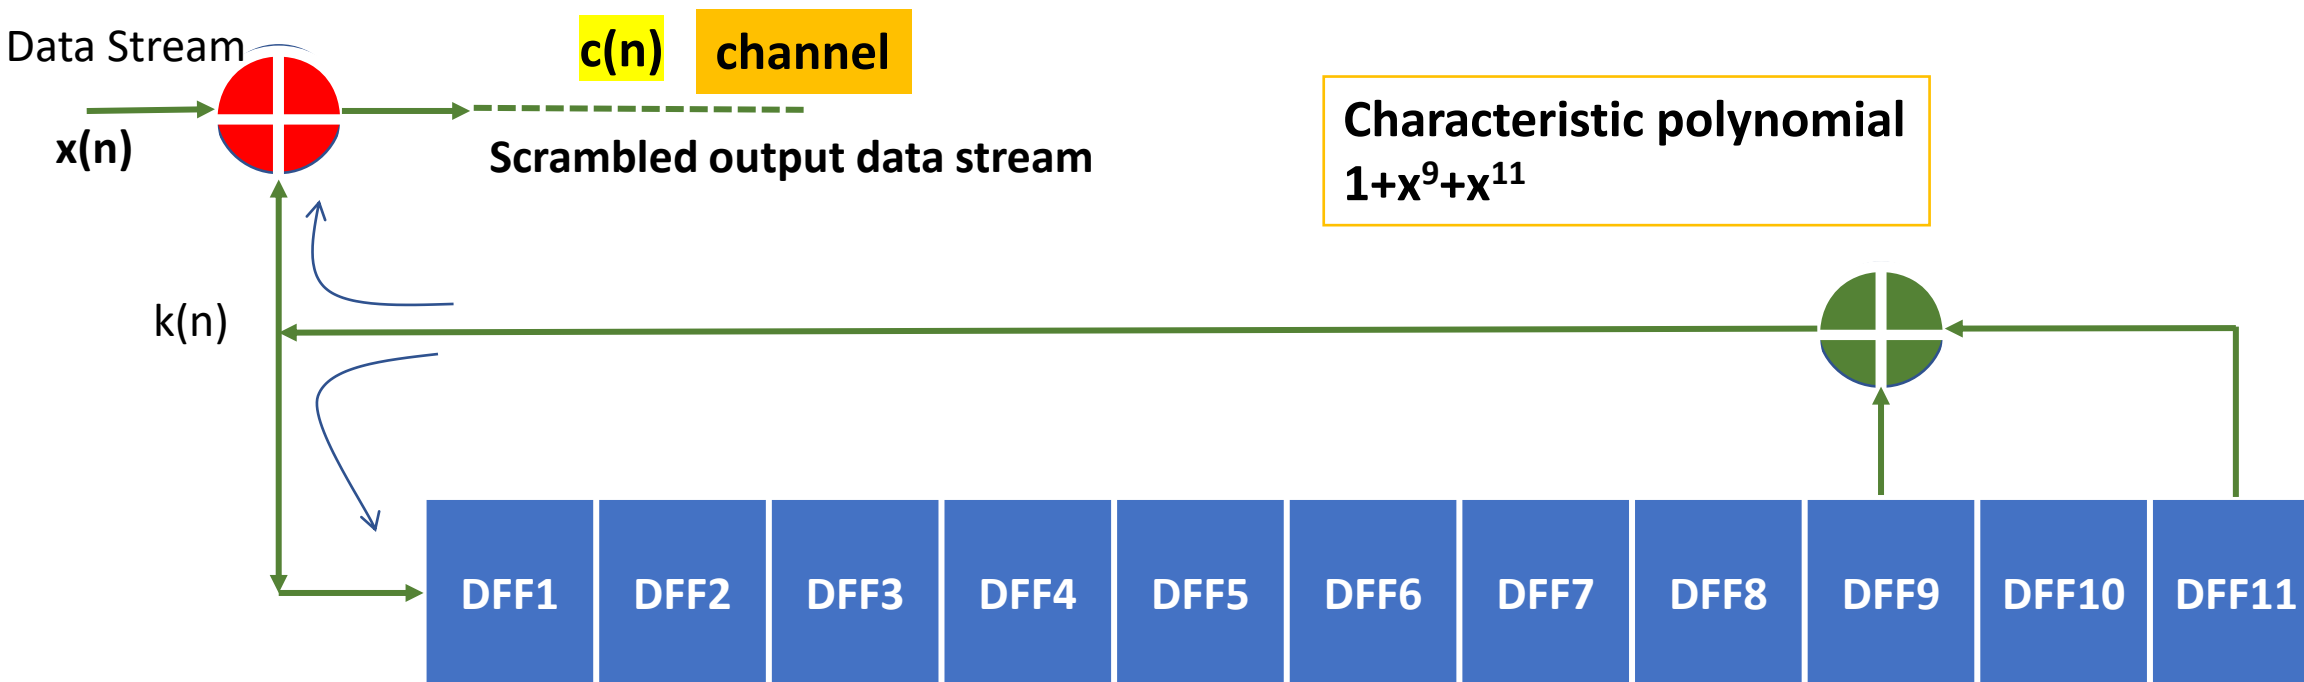 Data Stream
c(n)
channel
x(n)
Scrambled output data stream
Characteristic polynomial
1+x⁹+x¹¹
k(n)
DFF1 DFF2 DFF3 DFF4 DFF5 DFF6 DFF7 DFF8 DFF9 DFF10 DFF11